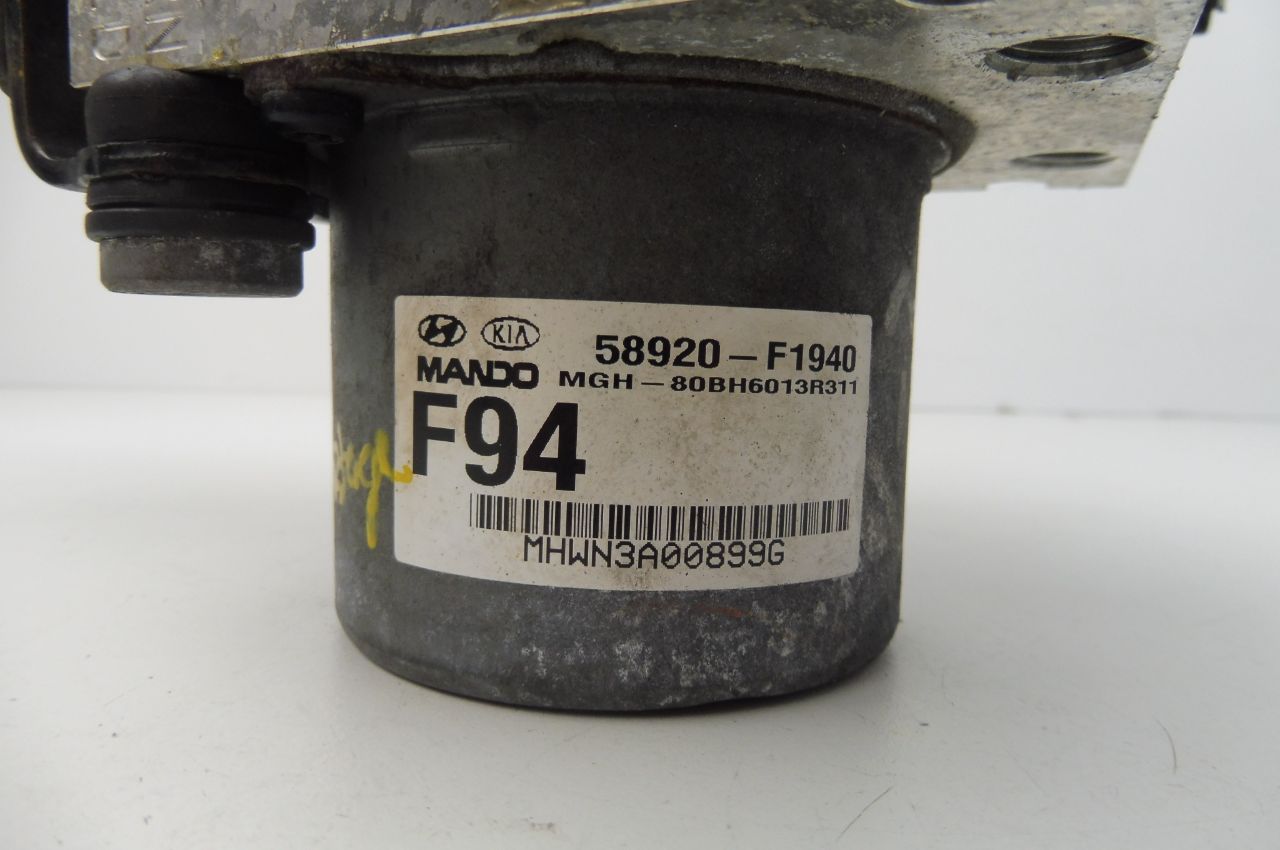 KIA
58920-F1940
MANDO
MGH-80BH6013R311
F94
MHWN3A00899G